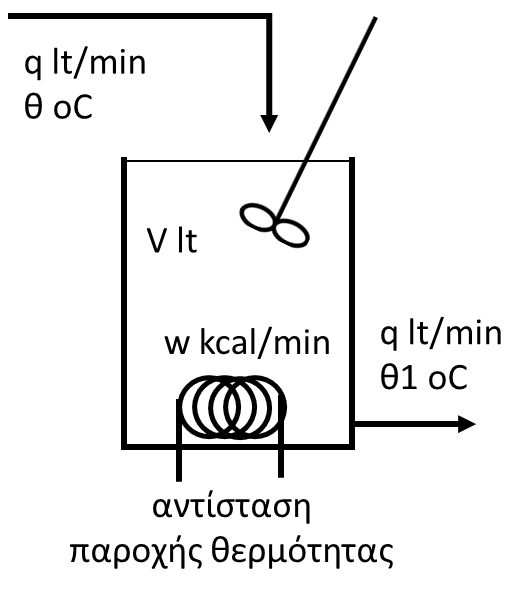 q lt/min
θ oC
V lt
w kcal/min
q lt/min
θ1 oC
αντίσταση
παροχής θερμότητας